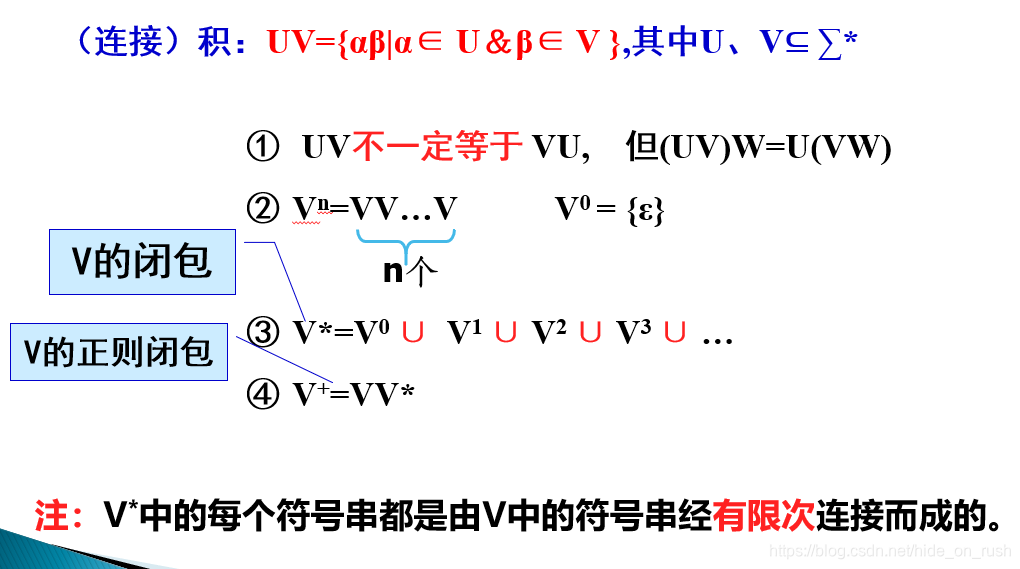 （连接）积：UV={αβ|α∈ U＆β∈ V },其中U、V⊆ ∑*
① UV不一定等于 VU, 但(UV)W=U(VW)
② Vⁿ=VV…V V⁰ = {ε}
n个
V的闭包
③ V*=V⁰ ∪ V¹ ∪ V² ∪ V³ ∪ …
V的正则闭包
④ V⁺=VV*
注：V*中的每个符号串都是由V中的符号串经有限次连接而成的。
https://blog.csdn.net/hide_on_rush